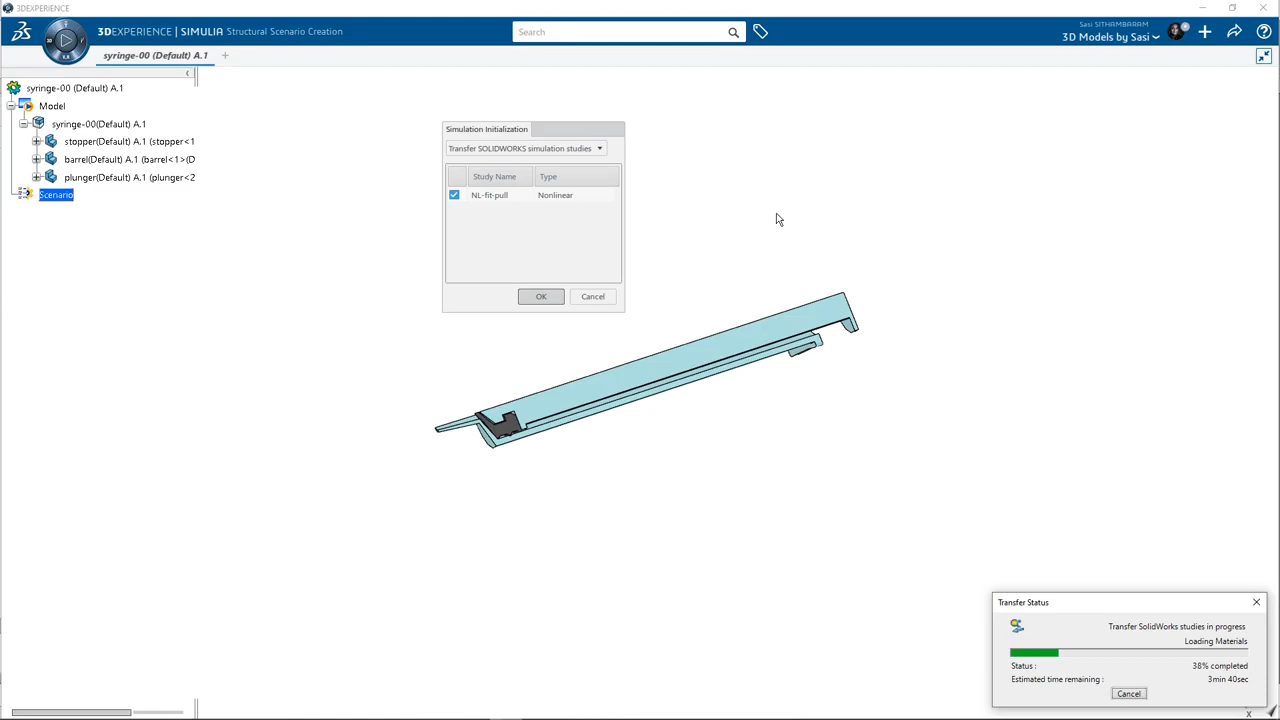 3DEXPERIENCE
3DEXPERIENCE | SIMULIA Structural Scenario Creation
Search
Sasi SITHAMBARAM
3D Models by Sasi
syringe-00 (Default) A.1
+
syringe-00 (Default) A.1
Model
syringe-00(Default) A.1
stopper(Default) A.1 (stopper<1
barrel(Default) A.1 (barrel<1>(D
plunger(Default) A.1 (plunger<2
Scenario
Simulation Initialization
Transfer SOLIDWORKS simulation studies
Study Name Type
NL-fit-pull Nonlinear
OK Cancel
Transfer Status
Transfer SolidWorks studies in progress
Loading Materials
Status : 38% completed
Estimated time remaining : 3min 40sec
Cancel